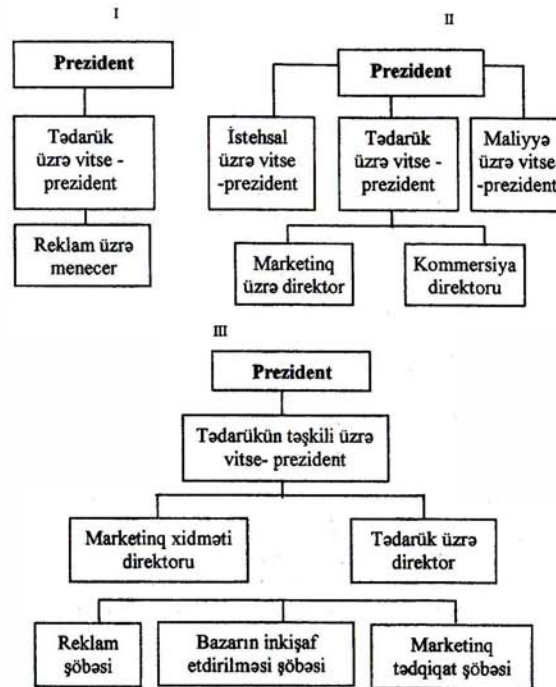 I
Prezident
Tədarük
üzrə vitse -
prezident
Reklam üzrə
menecer
II
Prezident
İstehsal
üzrə vitse
-prezident
Tədarük
üzrə vitse -
prezident
Maliyyə
üzrə vitse
-prezident
Marketinq
üzrə direktor
Kommersiya
direktoru
III
Prezident
Tədarükün təşkili üzrə
vitse- prezident
Marketinq xidməti
direktoru
Tədarük üzrə
direktor
Reklam
şöbəsi
Bazarın inkişaf
etdirilməsi şöbəsi
Marketinq
tədqiqat şöbəsi